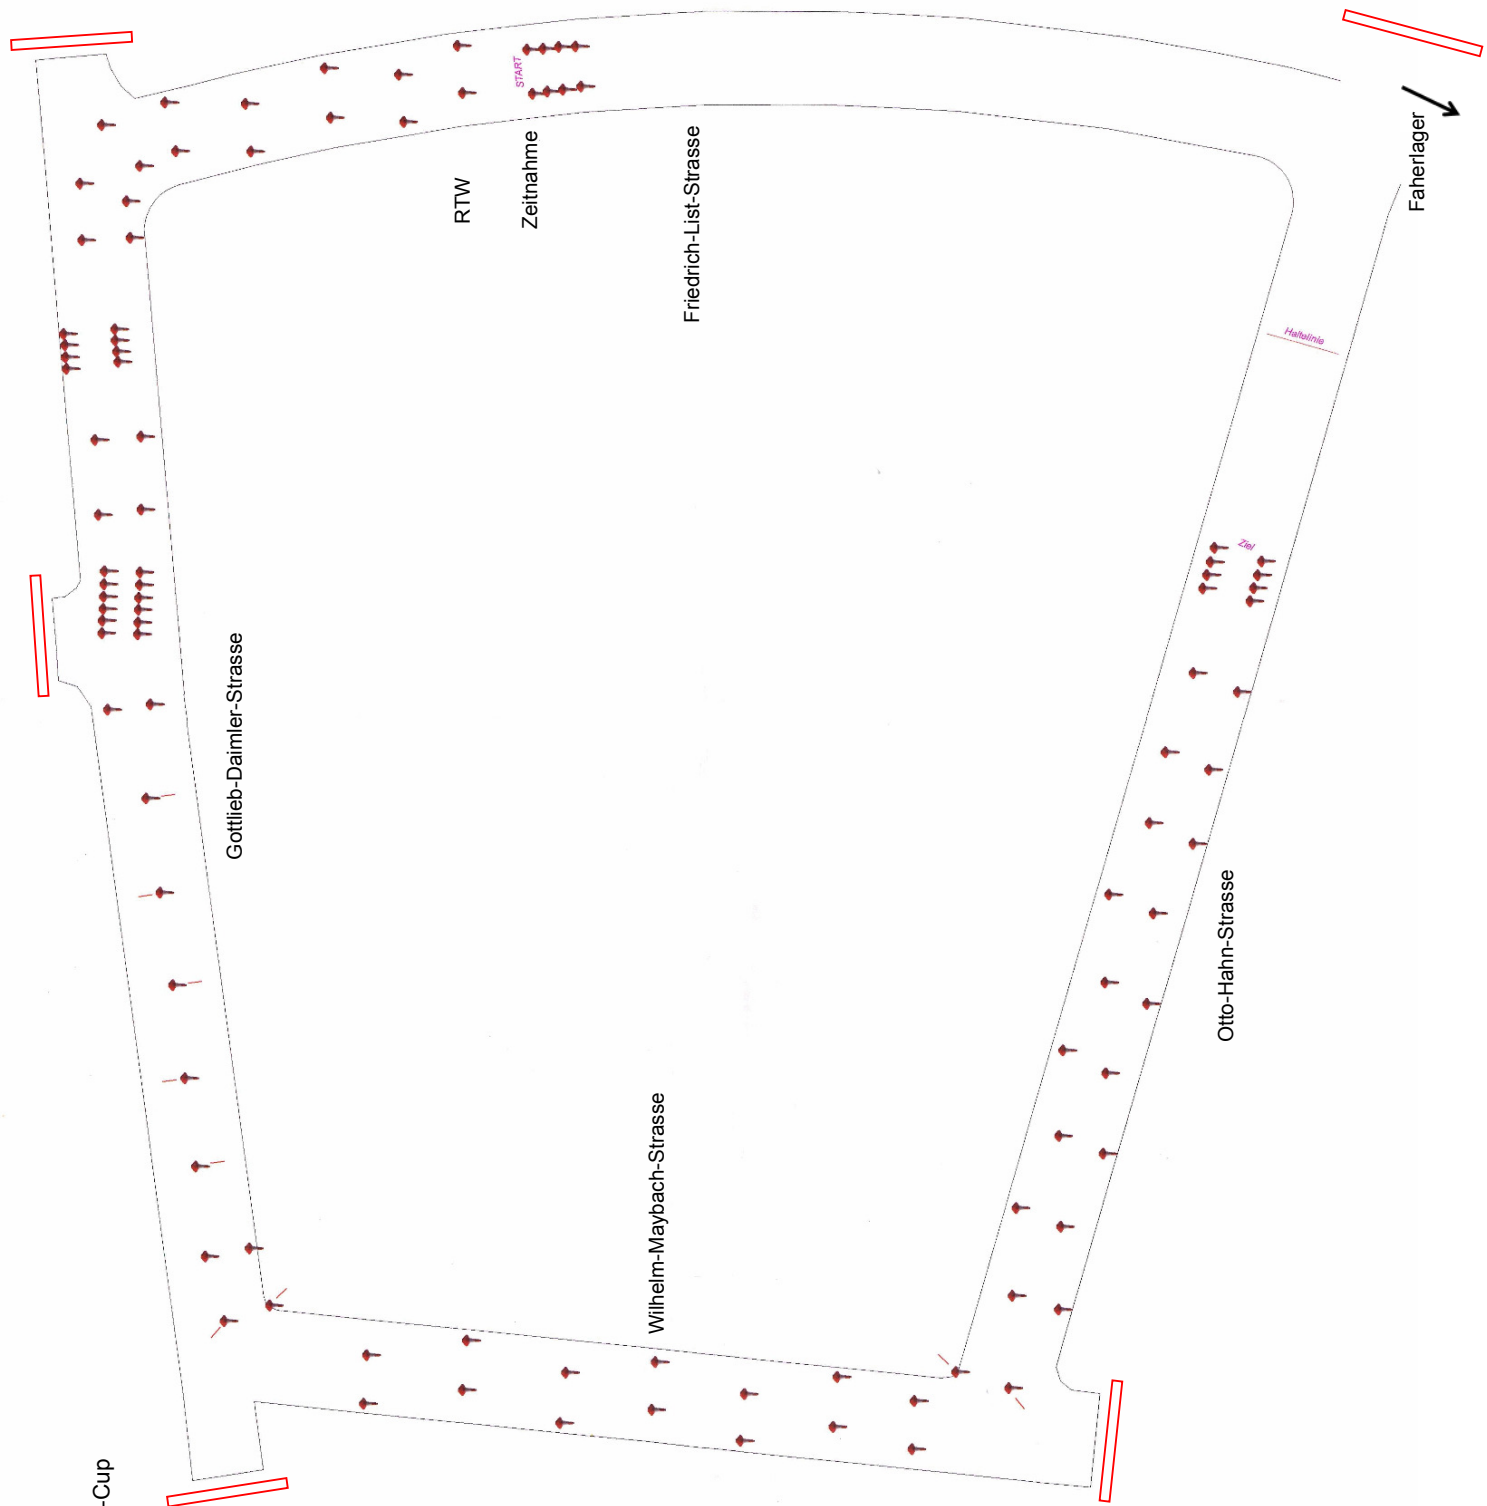 START
RTW
Zeitnahme
Friedrich-List-Strasse
Faherlager
Haltelinie
Ziel
Gottlieb-Daimler-Strasse
Otto-Hahn-Strasse
Wilhelm-Maybach-Strasse
-Cup